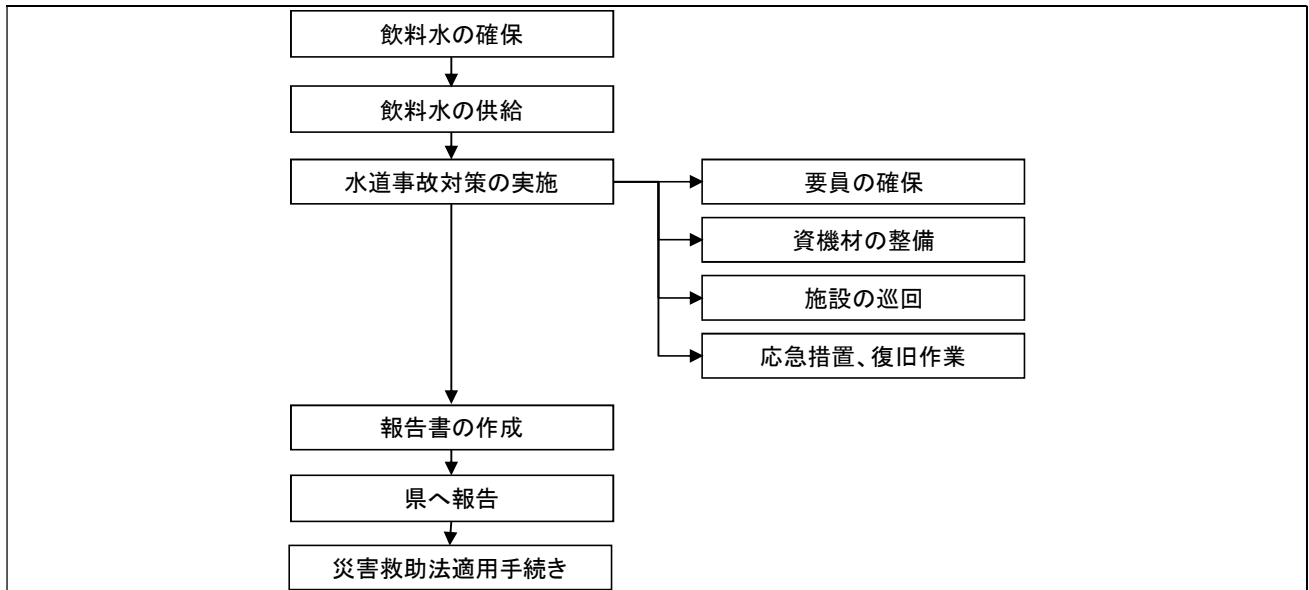 飲料水の確保
飲料水の供給
水道事故対策の実施
要員の確保
資機材の整備
施設の巡回
応急措置、復旧作業
報告書の作成
県へ報告
災害救助法適用手続き